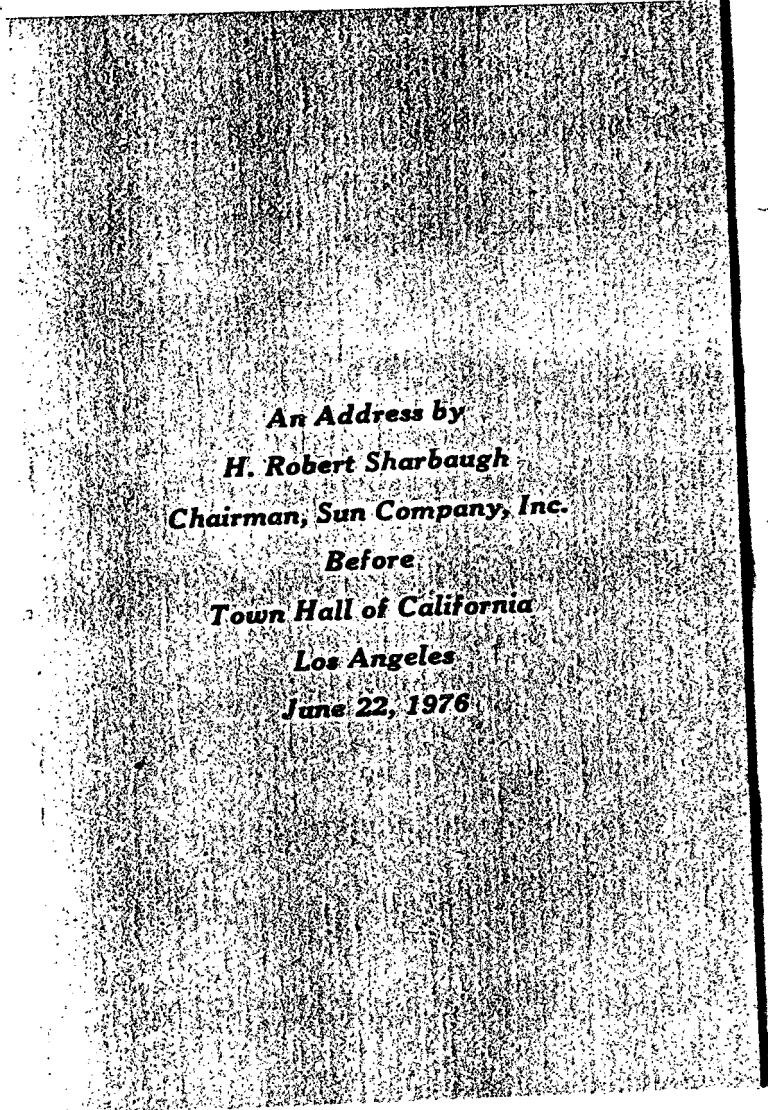 An Address by
H. Robert Sharbaugh
Chairman, Sun Company, Inc.
Before
Town Hall of California
Los Angeles
June 22, 1976